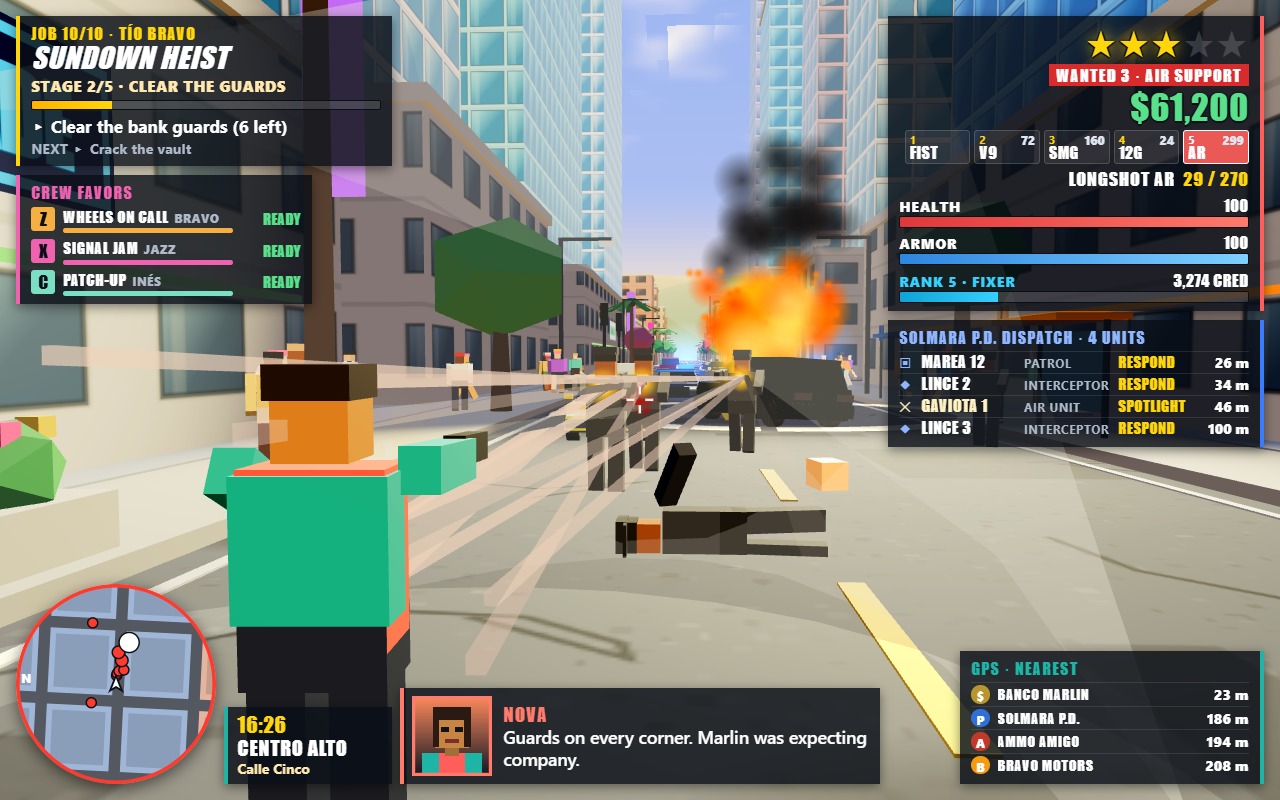 JOB 10/10 · TÍO BRAVO
SUNDOWN HEIST
STAGE 2/5 · CLEAR THE GUARDS
Clear the bank guards (6 left)
NEXT ▸ Crack the vault
CREW FAVORS
Z WHEELS ON CALL BRAVO READY
X SIGNAL JAM JAZZ READY
C PATCH-UP INÉS READY
WANTED 3 · AIR SUPPORT
$61,200
1 FIST
2 72 V9
3 160 SMG
4 24 12G
5 299 AR
LONGSHOT AR 29 / 270
HEALTH 100
ARMOR 100
RANK 5 · FIXER 3,274 CRED
SOLMARA P.D. DISPATCH · 4 UNITS
MAREA 12 PATROL RESPOND 26 m
LINCE 2 INTERCEPTOR RESPOND 34 m
GAVIOTA 1 AIR UNIT SPOTLIGHT 46 m
LINCE 3 INTERCEPTOR RESPOND 100 m
N
16:26
CENTRO ALTO
Calle Cinco
NOVA
Guards on every corner. Marlin was expecting
company.
GPS · NEAREST
$ BANCO MARLIN 23 m
P SOLMARA P.D. 186 m
A AMMO AMIGO 194 m
B BRAVO MOTORS 208 m